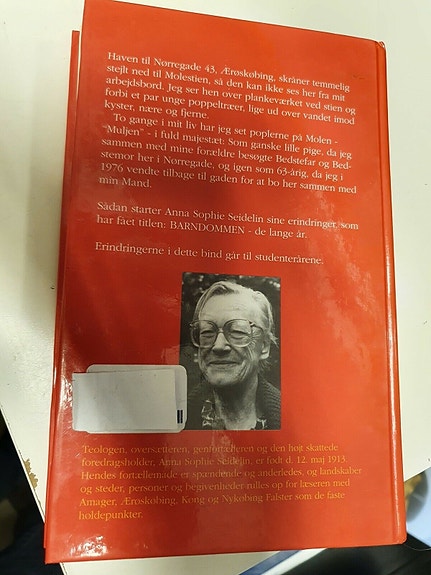 Haven til Nørregade 43, Ærøskøbing, skråner temmelig
stejlt ned til Molestien, så den kan ikke ses her fra mit
arbejdsbord. Jeg ser hen over plankeværket ved stien og
forbi et par unge poppeltræer, lige ud over vandet imod
kyster, nære og fjerne.
To gange i mit liv har jeg set poplerne på Molen -
"Muljen" - i fuld majestæt: Som ganske lille pige, da jeg
sammen med mine forældre besøgte Bedstefar og Bed-
stemor her i Nørregade, og igen som 63-årig, da jeg i
1976 vendte tilbage til gaden for at bo her sammen med
min Mand.
Sådan starter Anna Sophie Seidelin sine erindringer, som
har fået titlen: BARNDOMMEN - de lange år.
Erindringerne i dette bind går til studenterårene.
Teologen, oversætteren, genfortælleren og den højt skattede
foredragsholder, Anna Sophie Seidelin, er født d. 12. maj 1913.
Hendes fortællemåde er spændende og anderledes, og landskaber
og steder, personer og begivenheder rulles op for læseren med
Amager, Ærøskøbing, Kong og Nykøbing Falster som de faste
holdepunkter.